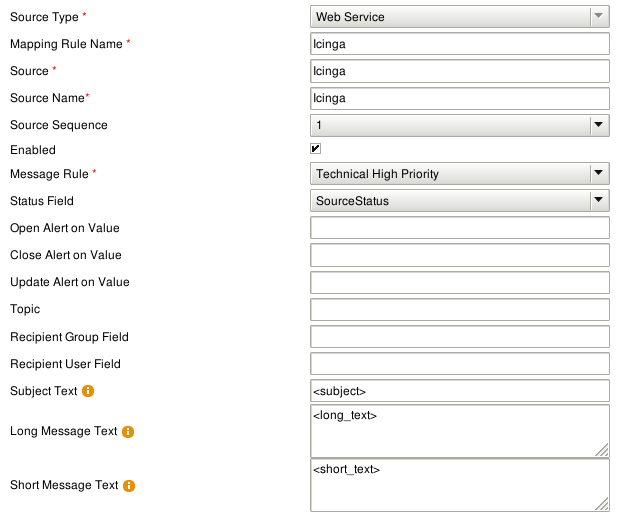 Source Type * Web Service
Mapping Rule Name * Icinga
Source * Icinga
Source Name* Icinga
Source Sequence 1
Enabled
Message Rule * Technical High Priority
Status Field SourceStatus
Open Alert on Value
Close Alert on Value
Update Alert on Value
Topic
Recipient Group Field
Recipient User Field
Subject Text i <subject>
Long Message Text i <long_text>
Short Message Text i <short_text>